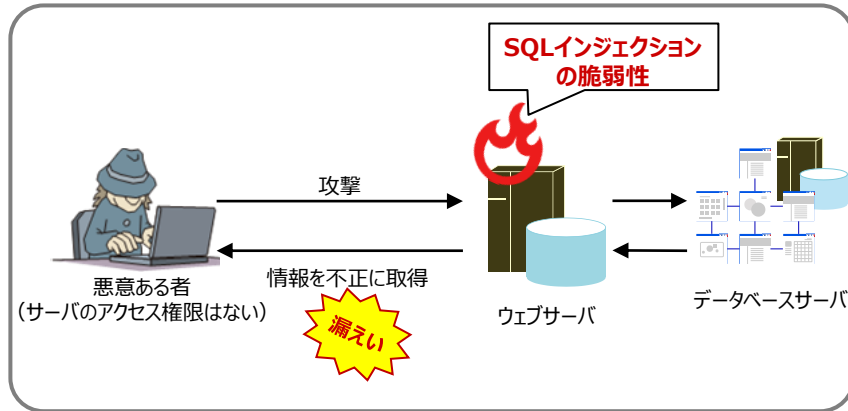 SQLインジェクション
の脆弱性
攻撃
情報を不正に取得
漏えい
悪意ある者
（サーバのアクセス権限はない）
ウェブサーバ
データベースサーバ